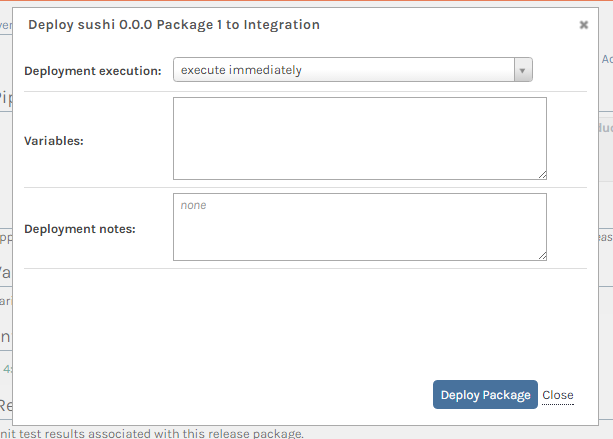 Deploy sushi 0.0.0 Package 1 to Integration
Deployment execution: execute immediately
Variables:
Deployment notes: none
Deploy Package Close
nit test results associated with this release package.